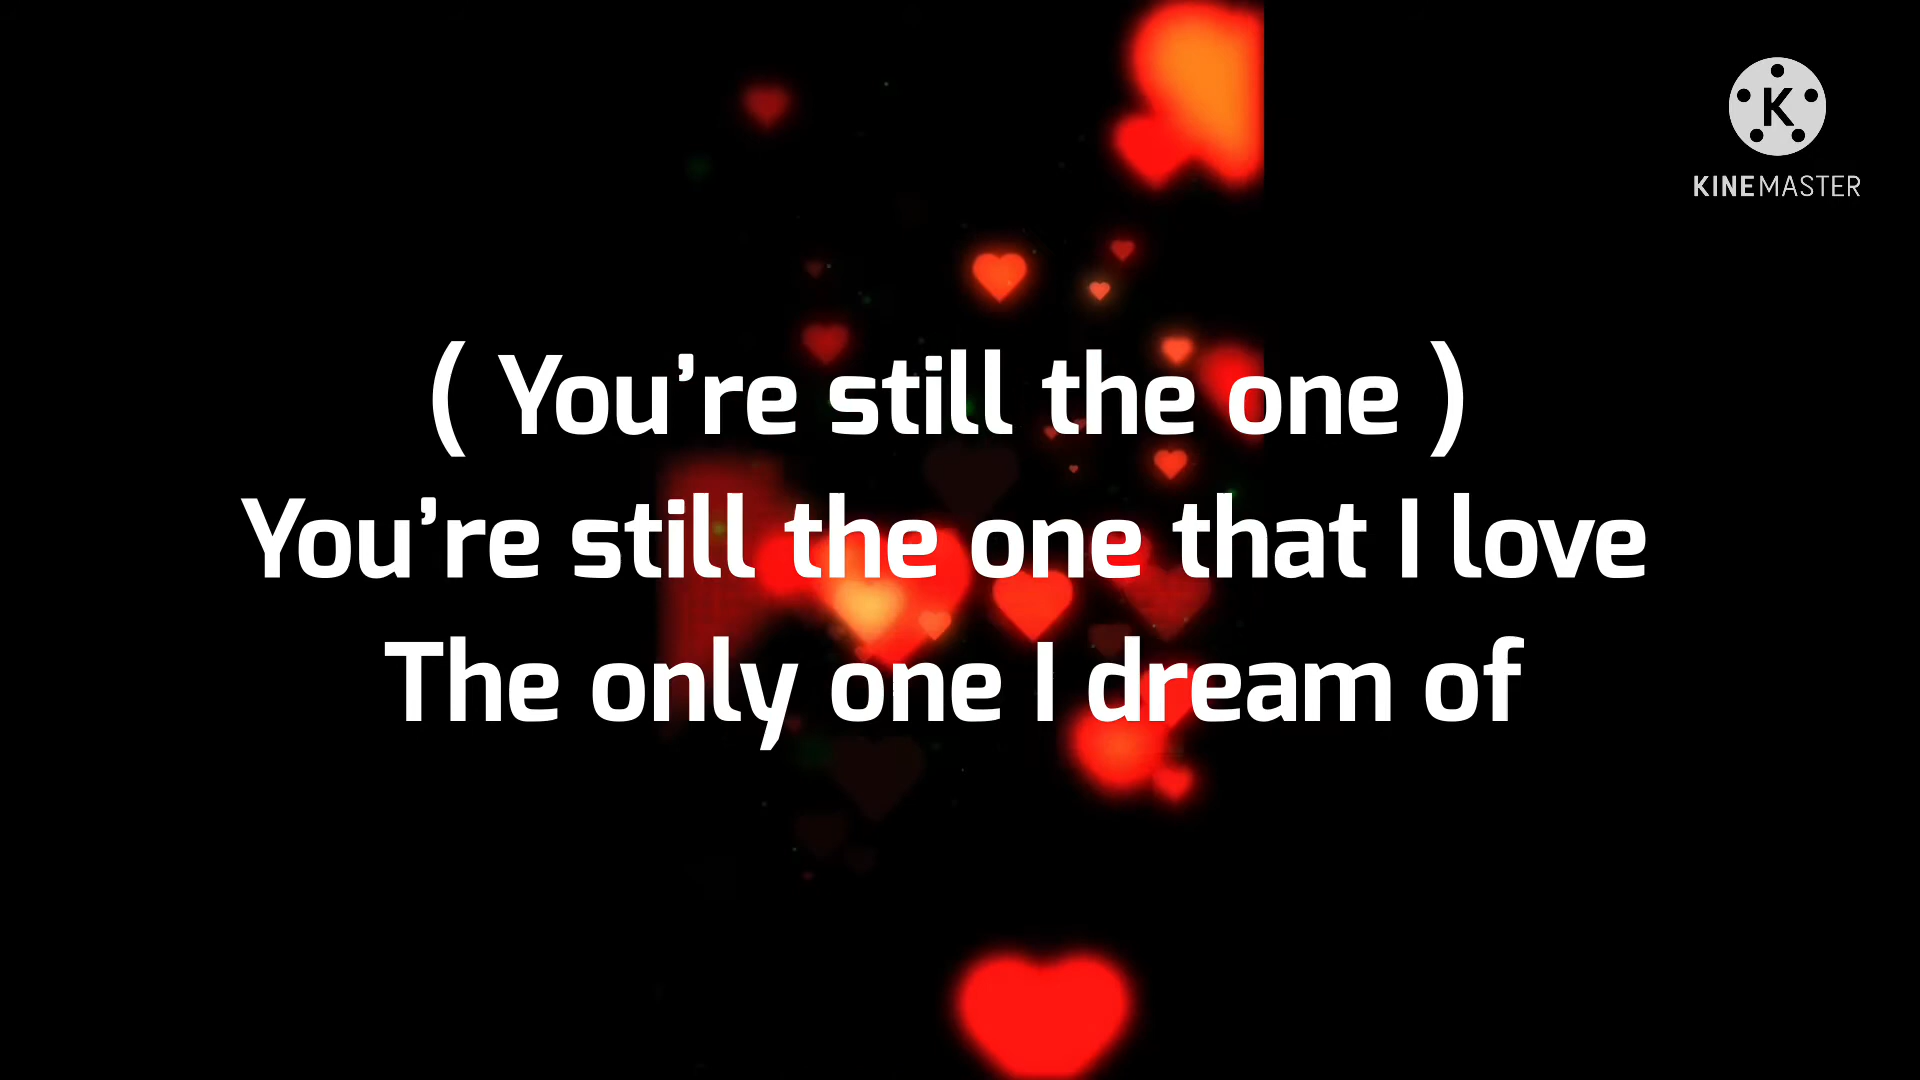 K
KINEMASTER
( You’re still the one )
You’re still the one that I love
The only one I dream of